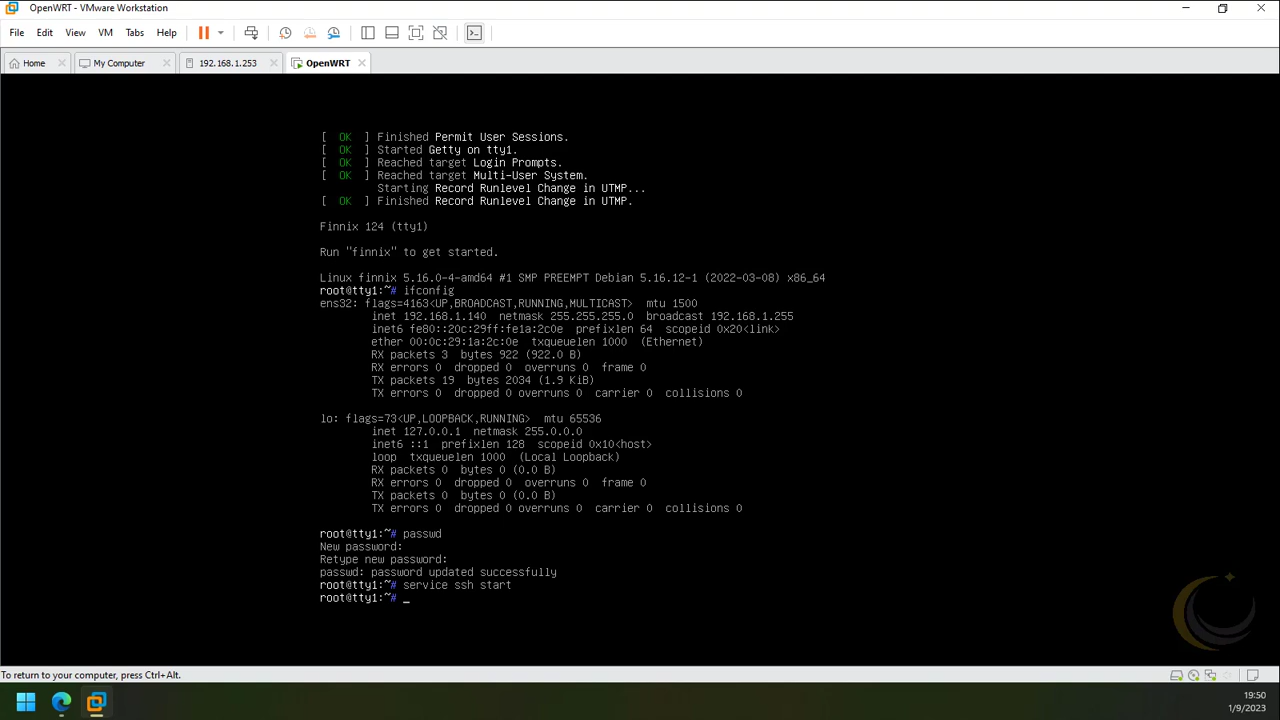 OpenWRT - VMware Workstation
File Edit View VM Tabs Help
Home My Computer 192.168.1.253 OpenWRT
[ OK ] Finished Permit User Sessions.
[ OK ] Started Getty on tty1.
[ OK ] Reached target Login Prompts.
[ OK ] Reached target Multi-User System.
Starting Record Runlevel Change in UTMP...
[ OK ] Finished Record Runlevel Change in UTMP.
Finnix 124 (tty1)
Run "finnix" to get started.
Linux finnix 5.16.0-4-amd64 #1 SMP PREEMPT Debian 5.16.12-1 (2022-03-08) x86_64
root@tty1:~# ifconfig
ens32: flags=4163<UP,BROADCAST,RUNNING,MULTICAST> mtu 1500
inet 192.168.1.140 netmask 255.255.255.0 broadcast 192.168.1.255
inet6 fe80::20c:29ff:fe1a:2c0e prefixlen 64 scopeid 0x20<link>
ether 00:0c:29:1a:2c:0e txqueuelen 1000 (Ethernet)
RX packets 3 bytes 922 (922.0 B)
RX errors 0 dropped 0 overruns 0 frame 0
TX packets 19 bytes 2034 (1.9 KiB)
TX errors 0 dropped 0 overruns 0 carrier 0 collisions 0
lo: flags=73<UP,LOOPBACK,RUNNING> mtu 65536
inet 127.0.0.1 netmask 255.0.0.0
inet6 ::1 prefixlen 128 scopeid 0x10<host>
loop txqueuelen 1000 (Local Loopback)
RX packets 0 bytes 0 (0.0 B)
RX errors 0 dropped 0 overruns 0 frame 0
TX packets 0 bytes 0 (0.0 B)
TX errors 0 dropped 0 overruns 0 carrier 0 collisions 0
root@tty1:~# passwd
New password:
Retype new password:
passwd: password updated successfully
root@tty1:~# service ssh start
root@tty1:~# _
To return to your computer, press Ctrl+Alt.
19:50
1/9/2023